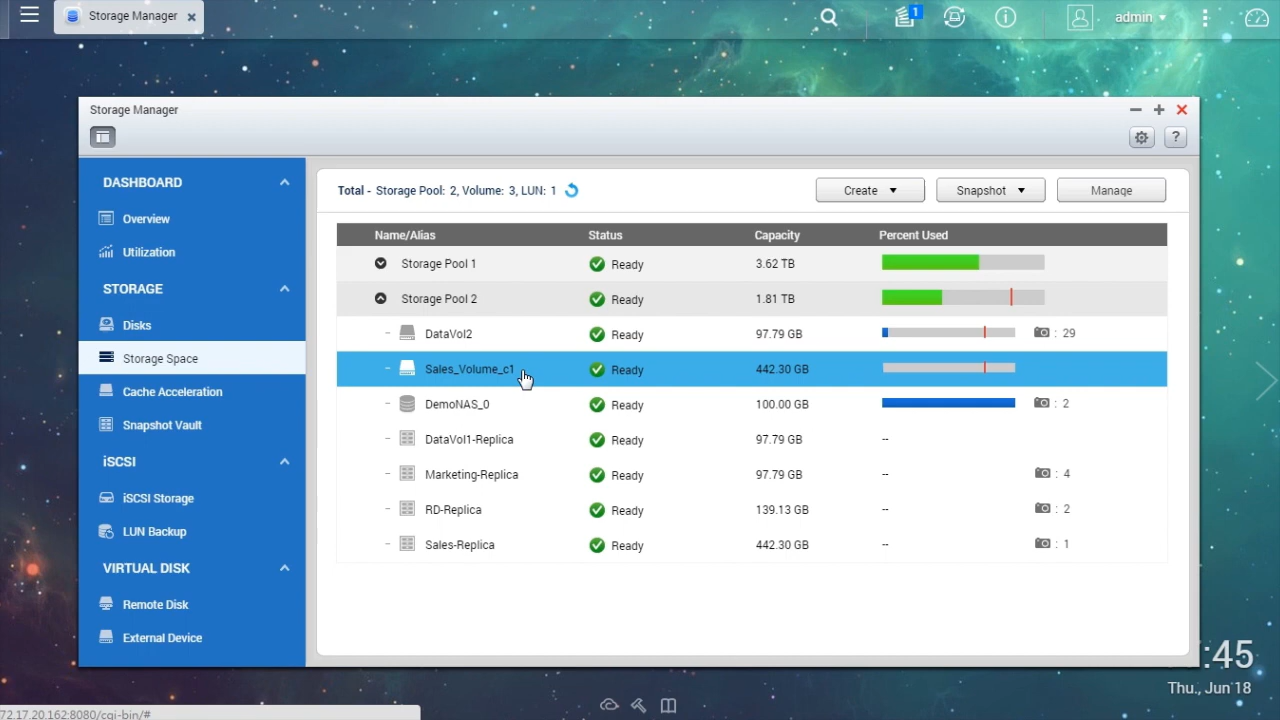 Storage Manager
1
admin
Storage Manager
DASHBOARD
Overview
Utilization
STORAGE
Disks
Storage Space
Cache Acceleration
Snapshot Vault
iSCSI
iSCSI Storage
LUN Backup
VIRTUAL DISK
Remote Disk
External Device
Total - Storage Pool: 2, Volume: 3, LUN: 1
Create
Snapshot
Manage
Name/Alias Status Capacity Percent Used
Storage Pool 1 Ready 3.62 TB
Storage Pool 2 Ready 1.81 TB
DataVol2 Ready 97.79 GB : 29
Sales_Volume_c1 Ready 442.30 GB
DemoNAS_0 Ready 100.00 GB : 2
DataVol1-Replica Ready 97.79 GB --
Marketing-Replica Ready 97.79 GB -- : 4
RD-Replica Ready 139.13 GB -- : 2
Sales-Replica Ready 442.30 GB -- : 1
:45
Thu., Jun 18
72.17.20.162:8080/cgi-bin/#